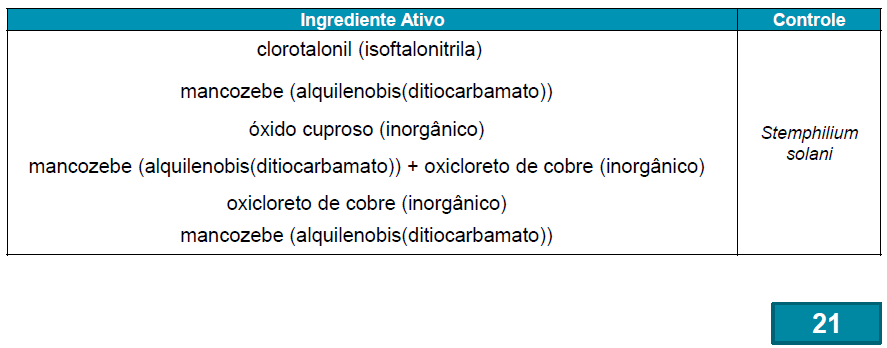 Ingrediente Ativo Controle
clorotalonil (isoftalonitrila)
mancozebe (alquilenobis(ditiocarbamato))
óxido cuproso (inorgânico)
mancozebe (alquilenobis(ditiocarbamato)) + oxicloreto de cobre (inorgânico)
oxicloreto de cobre (inorgânico)
mancozebe (alquilenobis(ditiocarbamato))
Stemphilium
solani
21